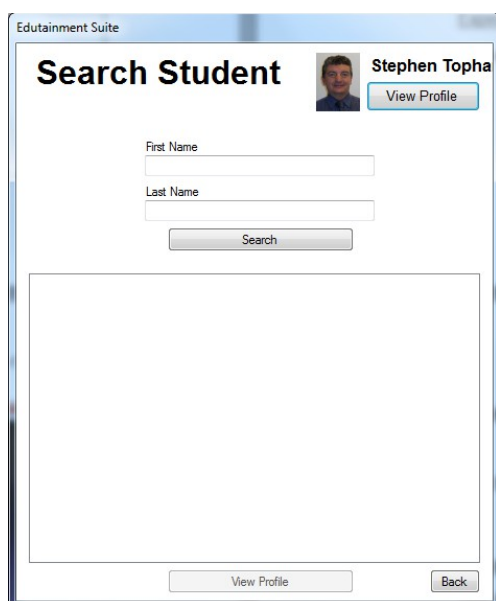 Edutainment Suite
Search Student
Stephen Topha
View Profile
First Name
Last Name
Search
View Profile
Back